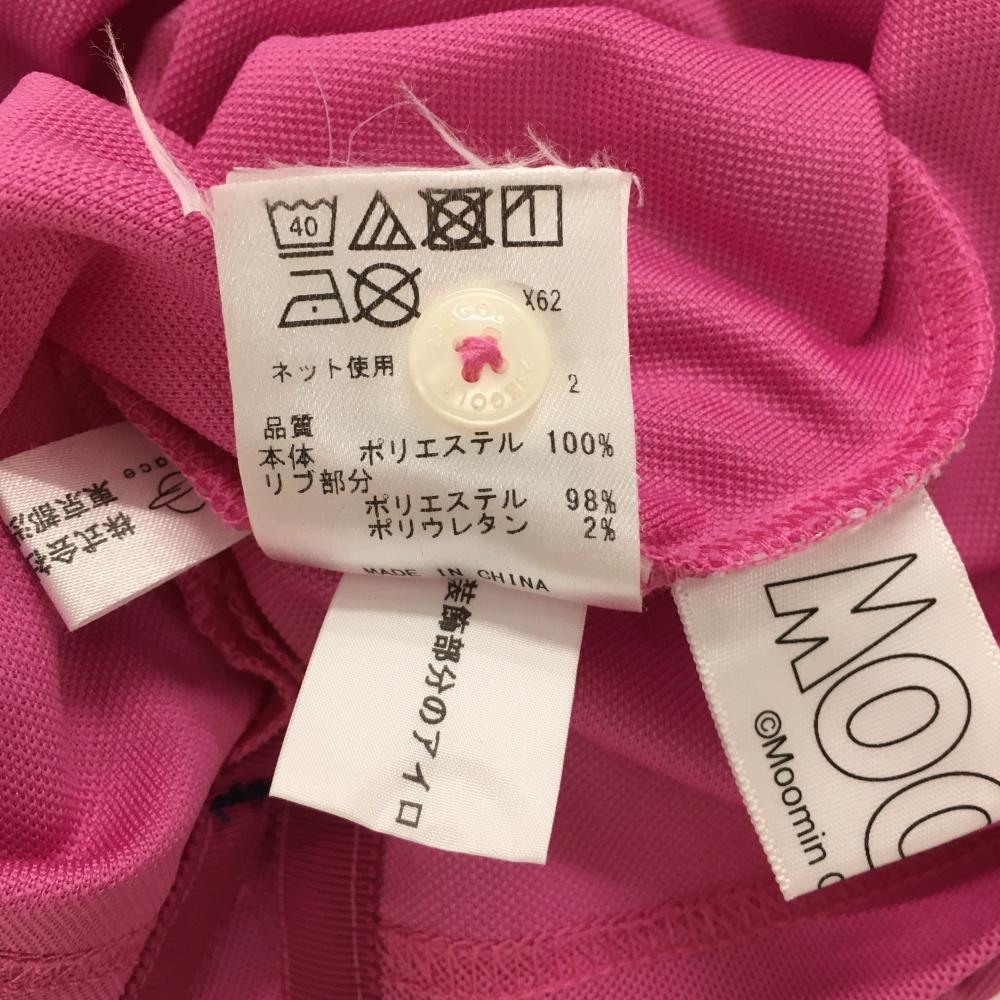 40
X62
ネット使用
2
品質
本体 ポリエステル 100%
リブ部分
ポリエステル 98%
ポリウレタン 2%
MADE IN CHINA
装飾部分のアイロ
株式会
東京都
MOO
©Moomin